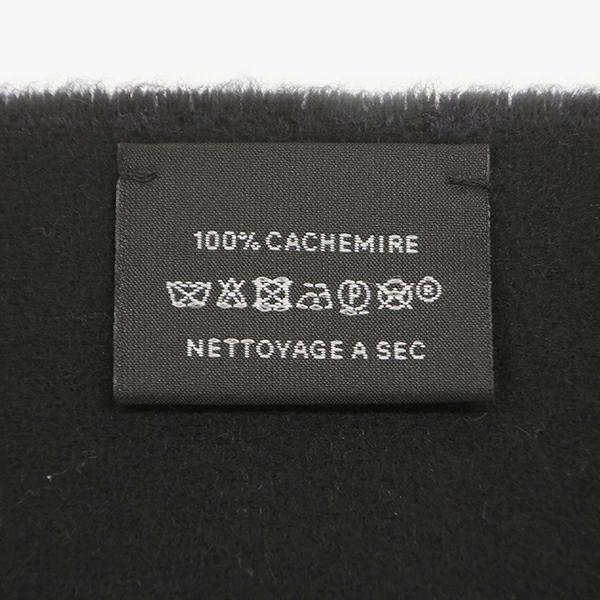 100% CACHEMIRE
P ®
NETTOYAGE A SEC